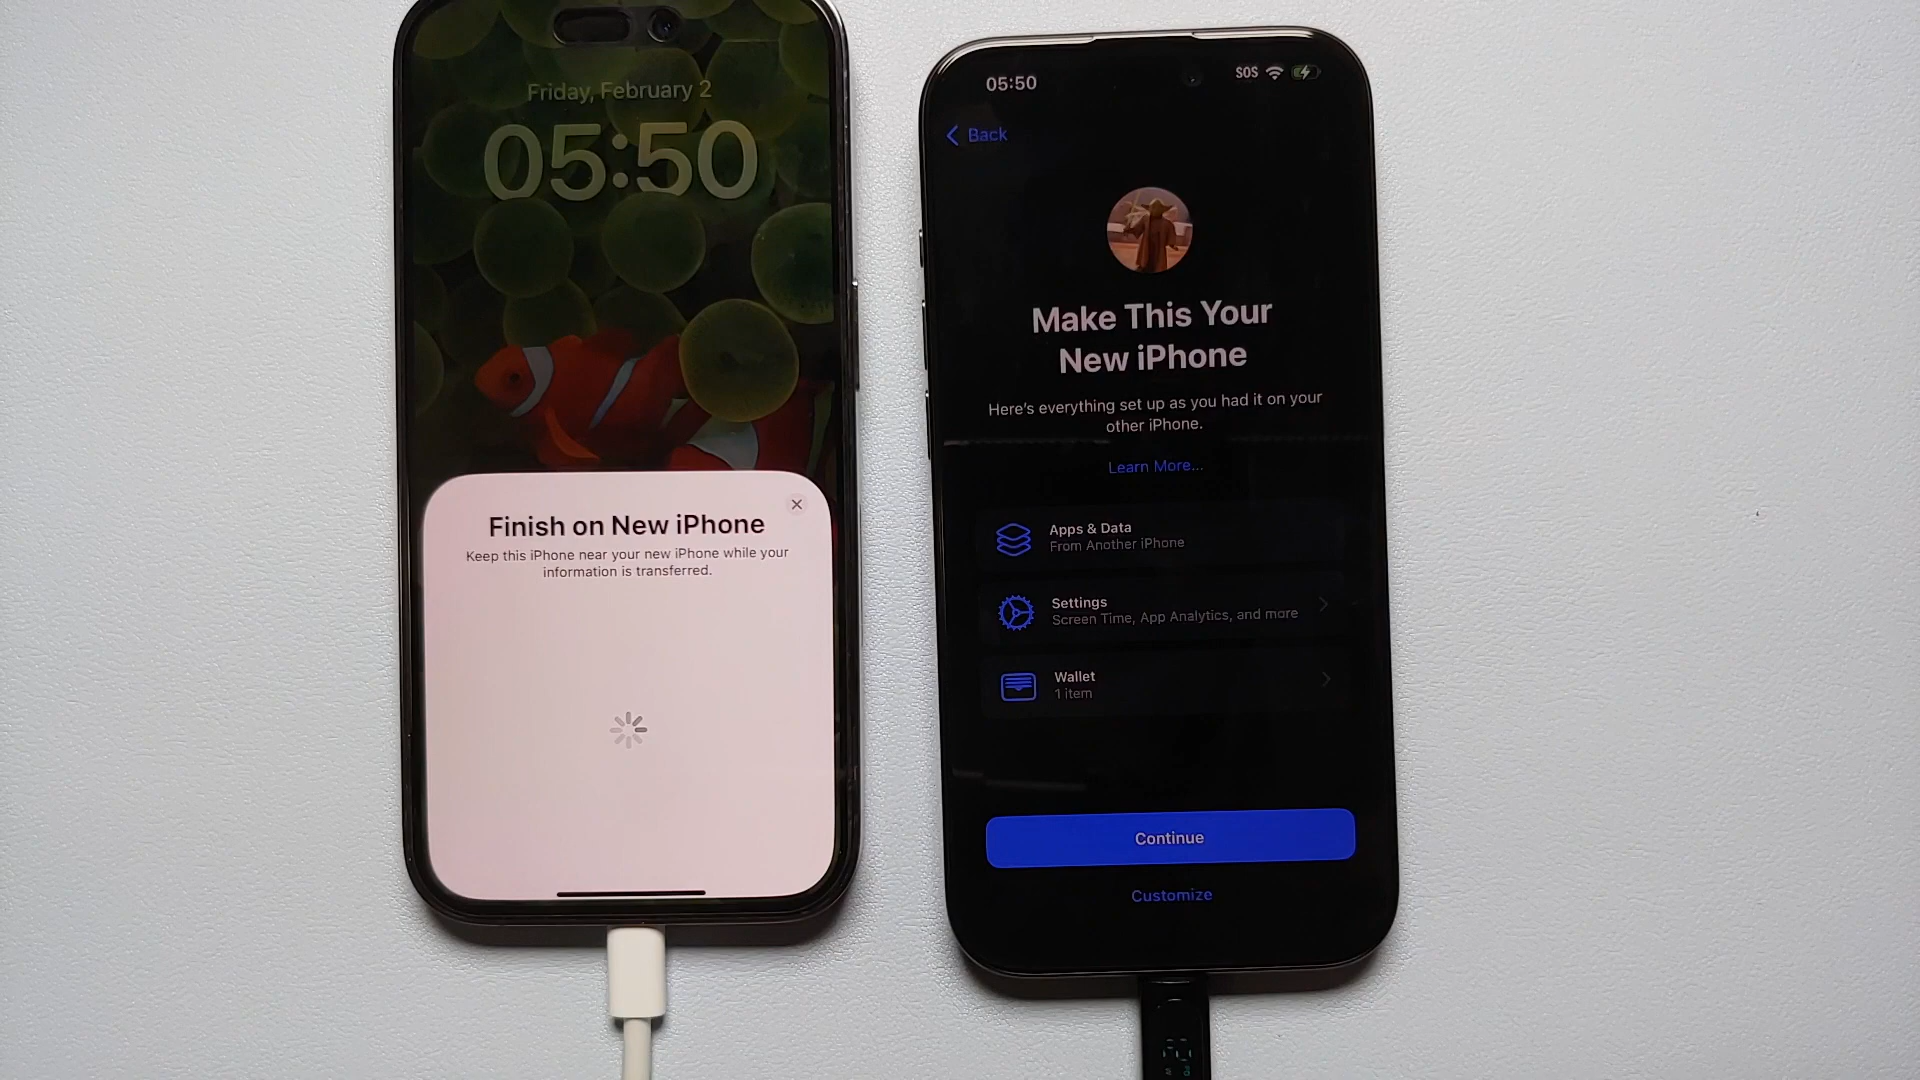 Friday, February 2
05:50
Finish on New iPhone
Keep this iPhone near your new iPhone while your
information is transferred.
05:50
SOS
Back
Make This Your
New iPhone
Here's everything set up as you had it on your
other iPhone.
Learn More...
Apps & Data
From Another iPhone
Settings
Screen Time, App Analytics, and more
Wallet
1 item
Continue
Customize